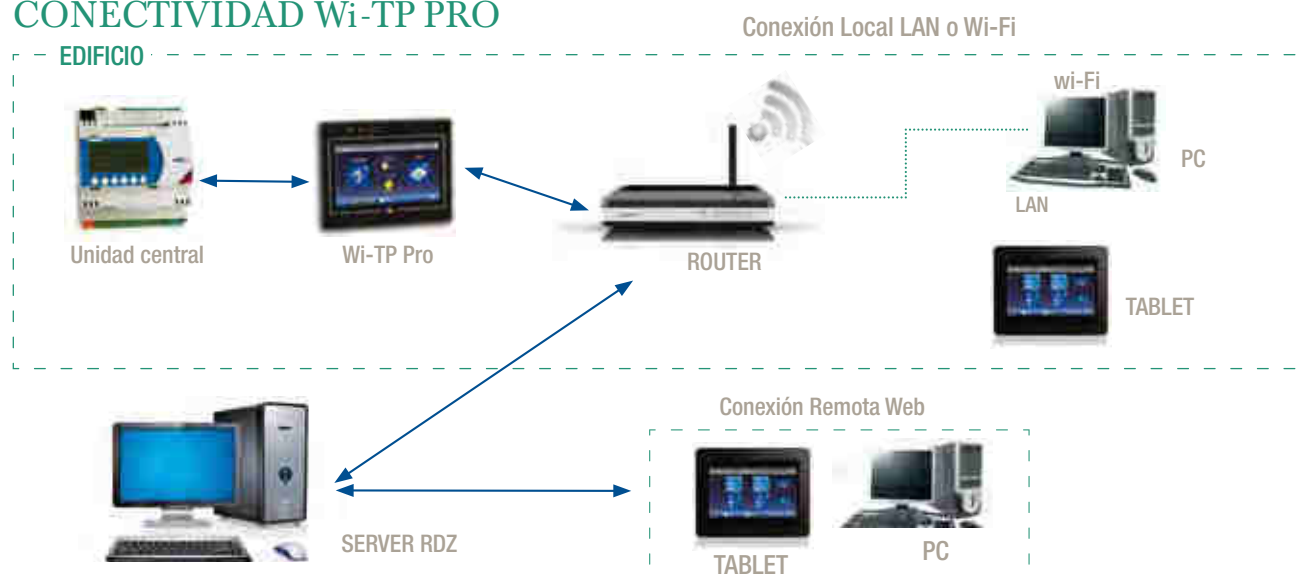 CONECTIVIDAD Wi-TP PRO
Conexión Local LAN o Wi-Fi
EDIFICIO
wi-Fi
PC
LAN
Unidad central
Wi-TP Pro
ROUTER
TABLET
Conexión Remota Web
SERVER RDZ
TABLET
PC